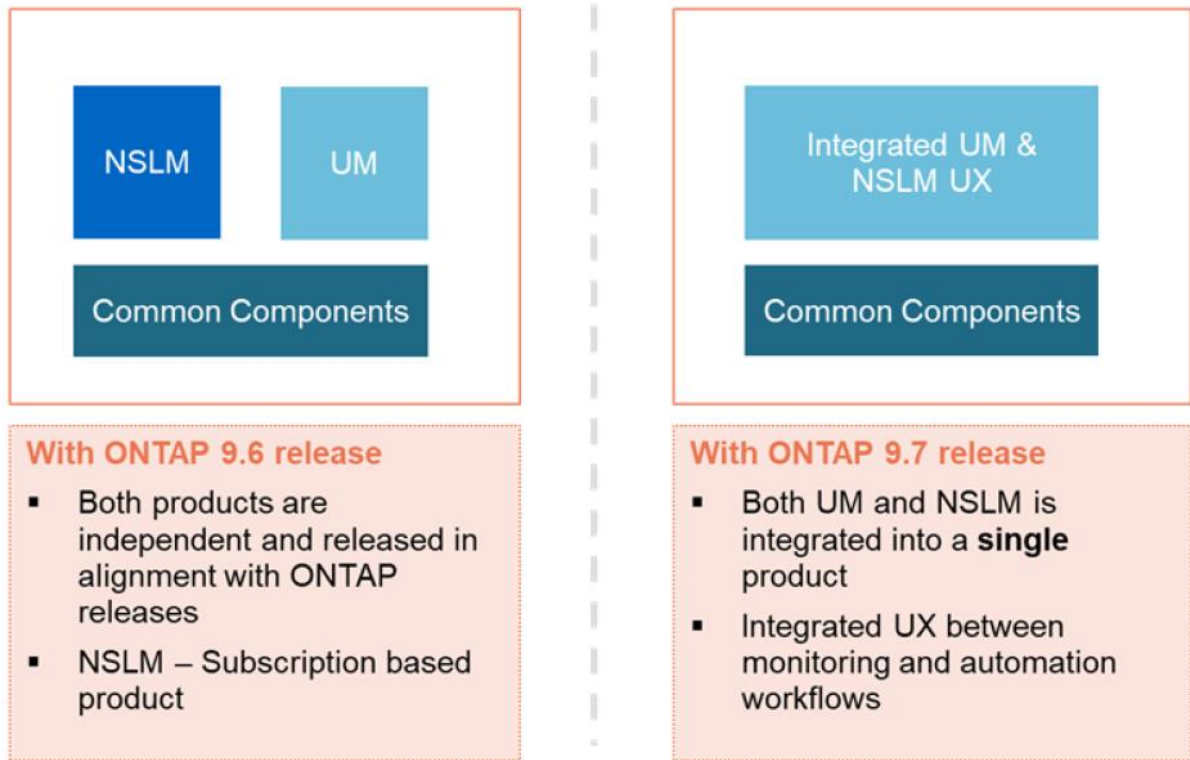 NSLM
UM
Common Components
With ONTAP 9.6 release
▪ Both products are
independent and released in
alignment with ONTAP
releases
▪ NSLM – Subscription based
product
Integrated UM &
NSLM UX
Common Components
With ONTAP 9.7 release
▪ Both UM and NSLM is
integrated into a single
product
▪ Integrated UX between
monitoring and automation
workflows